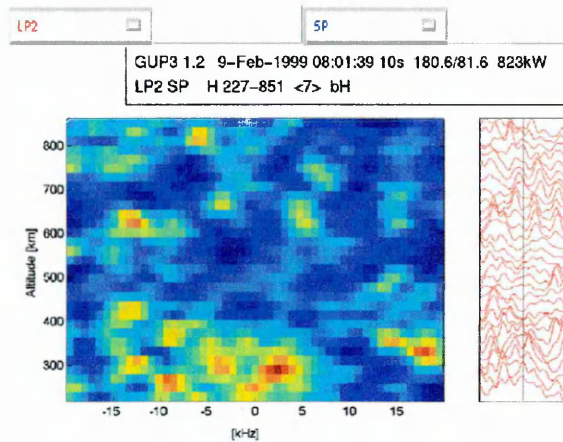 LP2 SP
GUP3 1.2 9-Feb-1999 08:01:39 10s 180.6/81.6 823kW
LP2 SP H 227-851 <7> bH
800
700
600
500
400
300
Altitude [km]
-15 -10 -5 0 5 10 15
[kHz]